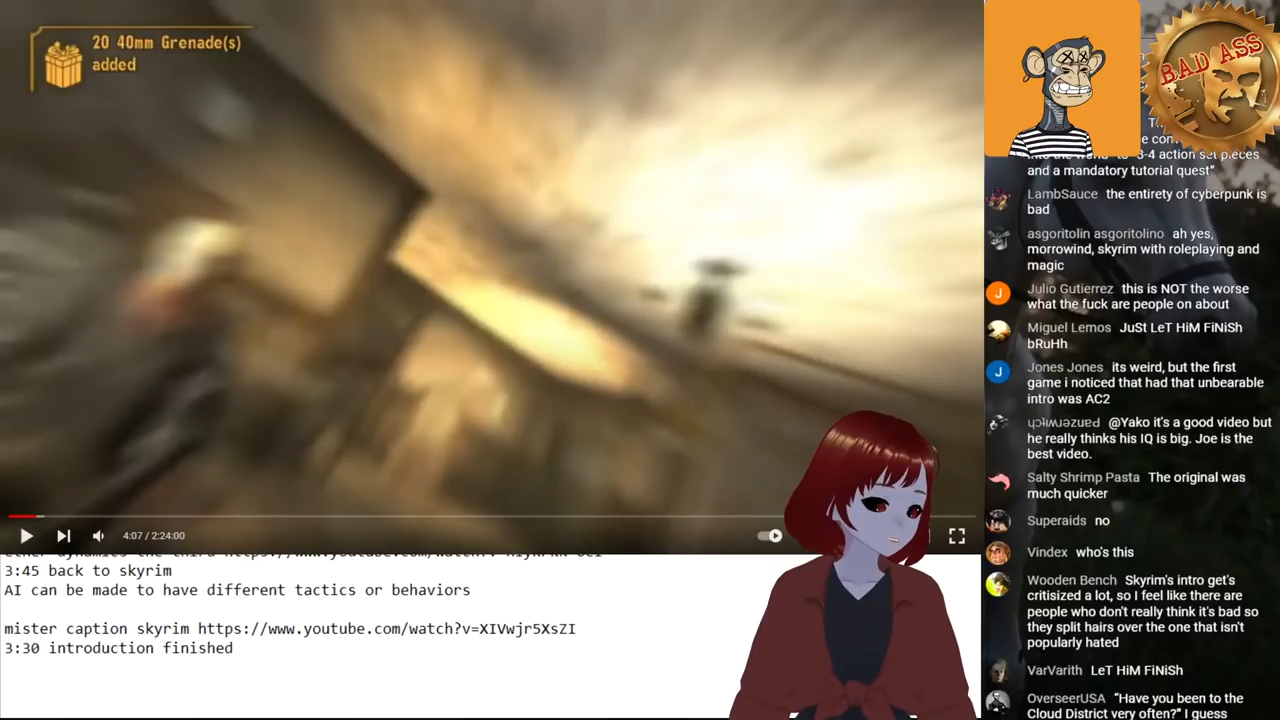 20 40mm Grenade(s)
added
BAD ASS
and a mandatory tutorial quest”
LambSauce the entirety of cyberpunk is
bad
asgoritolin asgoritolino ah yes,
morrowind, skyrim with roleplaying and
magic
J
Julio Gutierrez this is NOT the worse
what the fuck are people on about
Miguel Lemos JuSt LeT HiM FiNiSh
bRuHh
J
Jones Jones its weird, but the first
game i noticed that had that unbearable
intro was AC2
@Yako it's a good video but
he really thinks his IQ is big. Joe is the
best video.
Salty Shrimp Pasta The original was
much quicker
Superaids no
Vindex who's this
Wooden Bench Skyrim's intro get's
critisized a lot, so I feel like there are
people who don't really think it's bad so
they split hairs over the one that isn't
popularly hated
VarVarith LeT HiM FiNiSh
OverseerUSA “Have you been to the
Cloud District very often?” I guess
4:07 / 2:24:00
3:45 back to skyrim
AI can be made to have different tactics or behaviors
mister caption skyrim https://www.youtube.com/watch?v=XIVwjr5XsZI
3:30 introduction finished